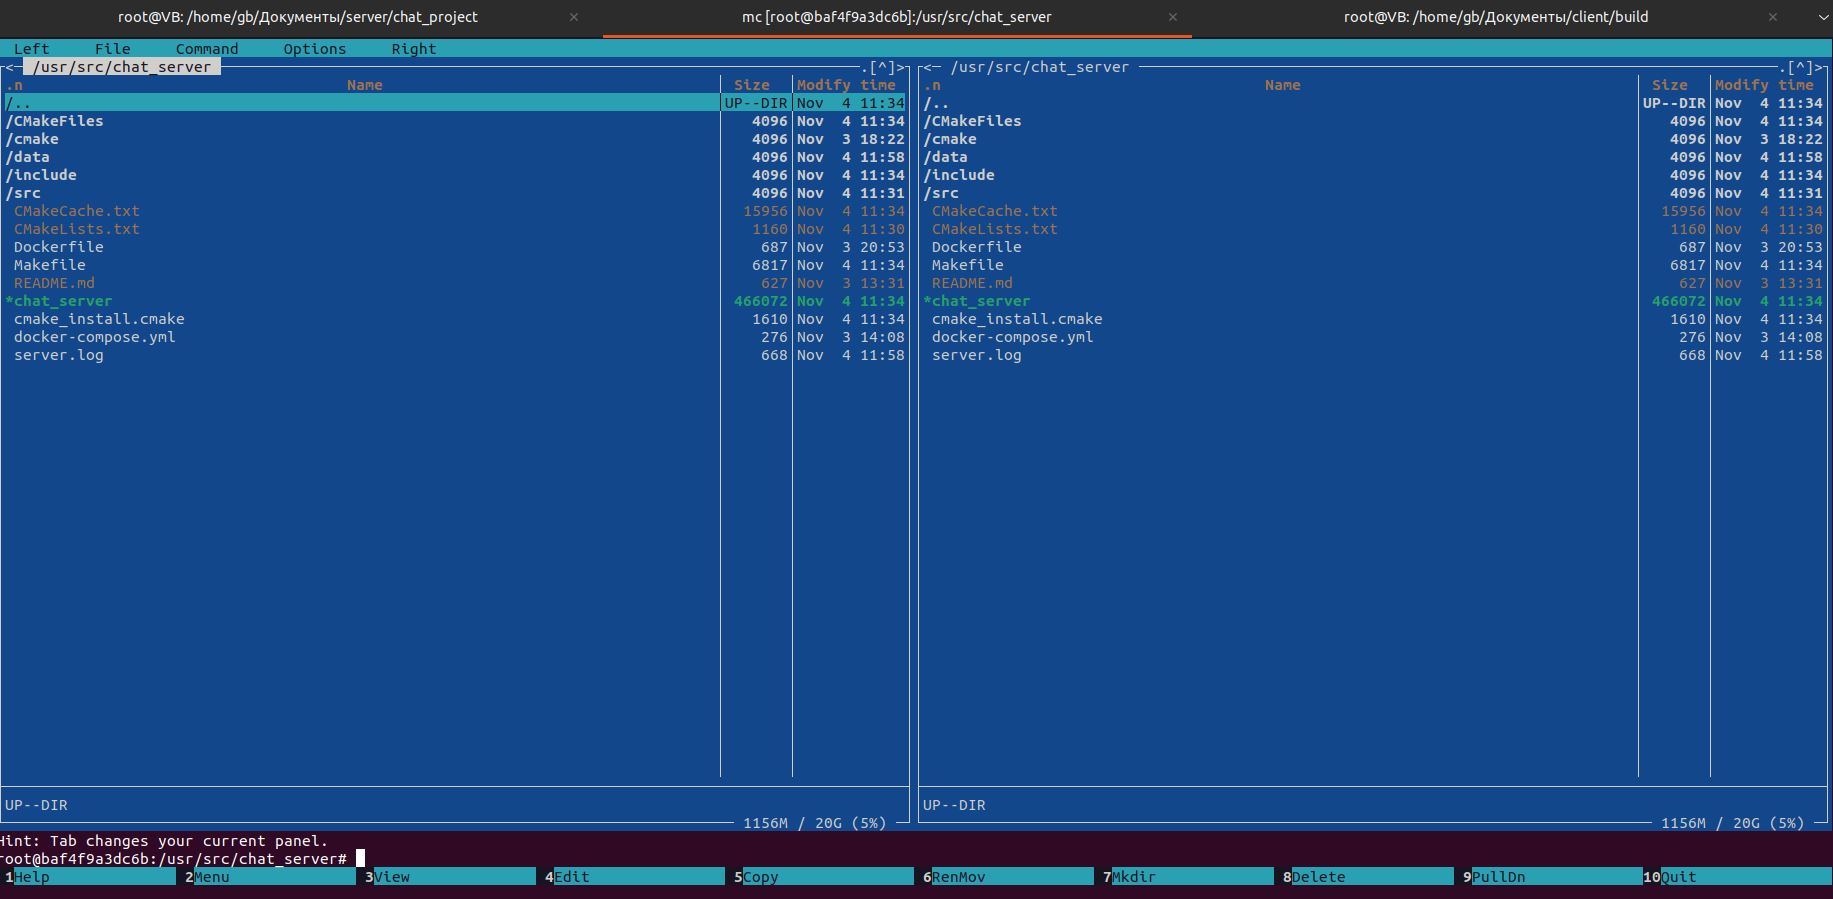 root@VB: /home/gb/Документы/server/chat_project × mc [root@baf4f9a3dc6b]:/usr/src/chat_server × root@VB: /home/gb/Документы/client/build ×
Left File Command Options Right
<─ /usr/src/chat_server .[^]> <─ /usr/src/chat_server .[^]>
.n Name Size Modify time .n Name Size Modify time
/.. UP--DIR Nov 4 11:34 /.. UP--DIR Nov 4 11:34
/CMakeFiles 4096 Nov 4 11:34 /CMakeFiles 4096 Nov 4 11:34
/cmake 4096 Nov 3 18:22 /cmake 4096 Nov 3 18:22
/data 4096 Nov 4 11:58 /data 4096 Nov 4 11:58
/include 4096 Nov 4 11:34 /include 4096 Nov 4 11:34
/src 4096 Nov 4 11:31 /src 4096 Nov 4 11:31
CMakeCache.txt 15956 Nov 4 11:34 CMakeCache.txt 15956 Nov 4 11:34
CMakeLists.txt 1160 Nov 4 11:30 CMakeLists.txt 1160 Nov 4 11:30
Dockerfile 687 Nov 3 20:53 Dockerfile 687 Nov 3 20:53
Makefile 6817 Nov 4 11:34 Makefile 6817 Nov 4 11:34
README.md 627 Nov 3 13:31 README.md 627 Nov 3 13:31
*chat_server 466072 Nov 4 11:34 *chat_server 466072 Nov 4 11:34
cmake_install.cmake 1610 Nov 4 11:34 cmake_install.cmake 1610 Nov 4 11:34
docker-compose.yml 276 Nov 3 14:08 docker-compose.yml 276 Nov 3 14:08
server.log 668 Nov 4 11:58 server.log 668 Nov 4 11:58
UP--DIR UP--DIR
1156M / 20G (5%) 1156M / 20G (5%)
Hint: Tab changes your current panel.
root@baf4f9a3dc6b:/usr/src/chat_server#
1Help 2Menu 3View 4Edit 5Copy 6RenMov 7Mkdir 8Delete 9PullDn 10Quit